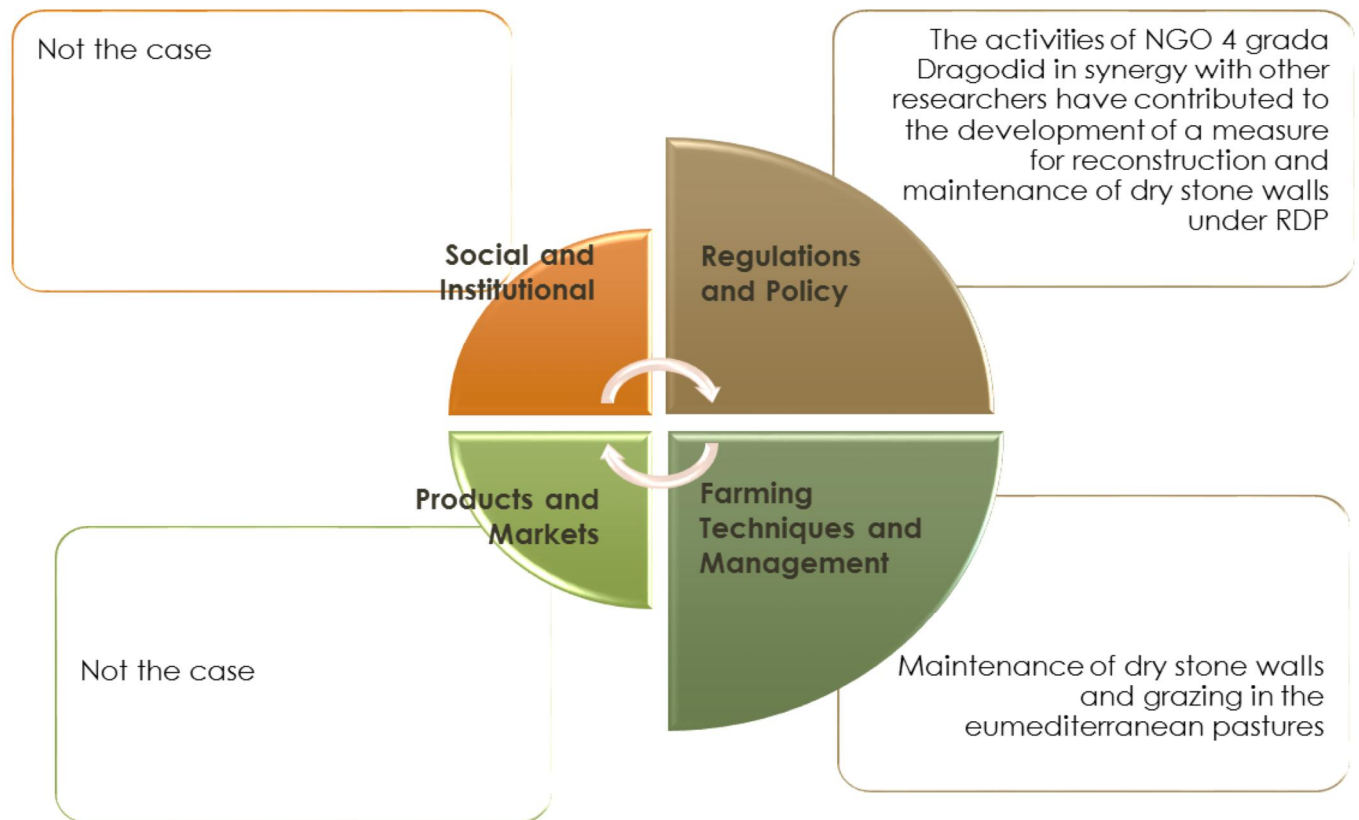 Not the case
The activities of NGO 4 grada
Dragodid in synergy with other
researchers have contributed to
the development of a measure
for reconstruction and
maintenance of dry stone walls
under RDP
Social and
Institutional
Regulations
and Policy
Products and
Markets
Farming
Techniques and
Management
Not the case
Maintenance of dry stone walls
and grazing in the
eumediterranean pastures